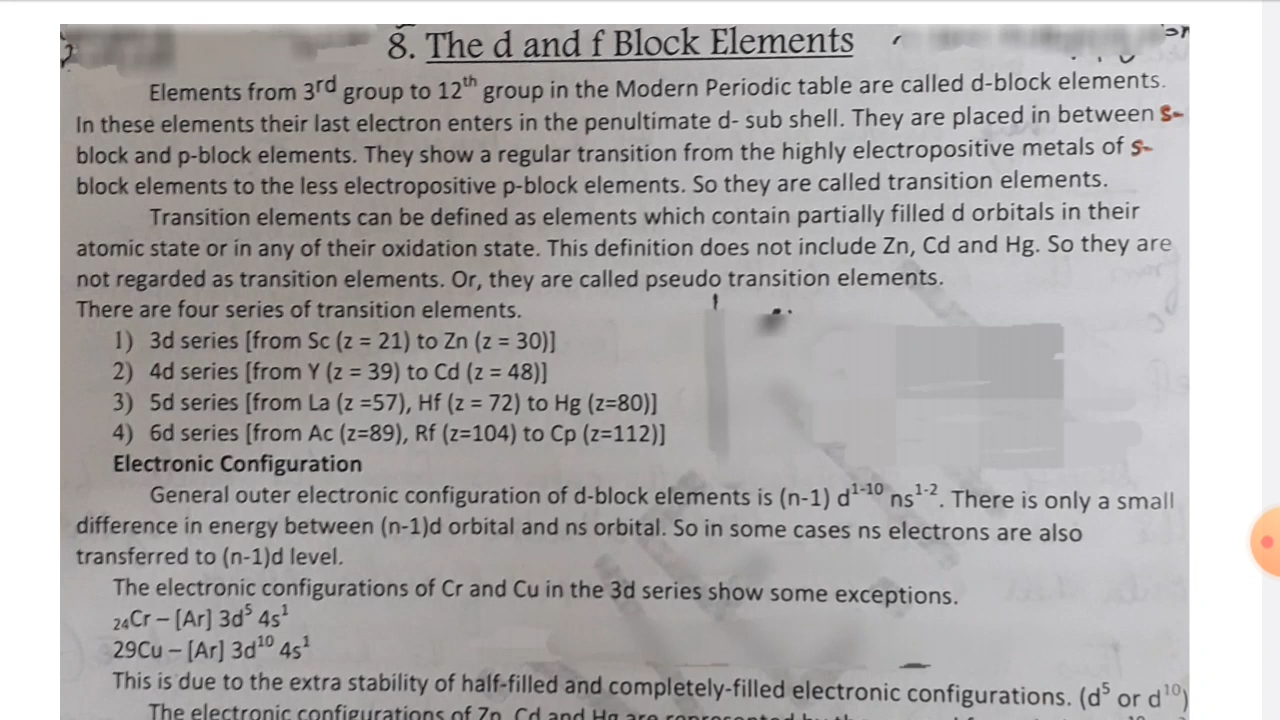 8. The d and f Block Elements
Elements from 3rd group to 12th group in the Modern Periodic table are called d-block elements.
In these elements their last electron enters in the penultimate d- sub shell. They are placed in between s-
block and p-block elements. They show a regular transition from the highly electropositive metals of s-
block elements to the less electropositive p-block elements. So they are called transition elements.
Transition elements can be defined as elements which contain partially filled d orbitals in their
atomic state or in any of their oxidation state. This definition does not include Zn, Cd and Hg. So they are
not regarded as transition elements. Or, they are called pseudo transition elements.
There are four series of transition elements.
1) 3d series [from Sc (z = 21) to Zn (z = 30)]
2) 4d series [from Y (z = 39) to Cd (z = 48)]
3) 5d series [from La (z =57), Hf (z = 72) to Hg (z=80)]
4) 6d series [from Ac (z=89), Rf (z=104) to Cp (z=112)]
Electronic Configuration
General outer electronic configuration of d-block elements is (n-1) d¹⁻¹⁰ ns¹⁻². There is only a small
difference in energy between (n-1)d orbital and ns orbital. So in some cases ns electrons are also
transferred to (n-1)d level.
The electronic configurations of Cr and Cu in the 3d series show some exceptions.
₂₄Cr – [Ar] 3d⁵ 4s¹
29Cu – [Ar] 3d¹⁰ 4s¹
This is due to the extra stability of half-filled and completely-filled electronic configurations. (d⁵ or d¹⁰)
The electronic configurations of Zn, Cd and Hg are represented by the